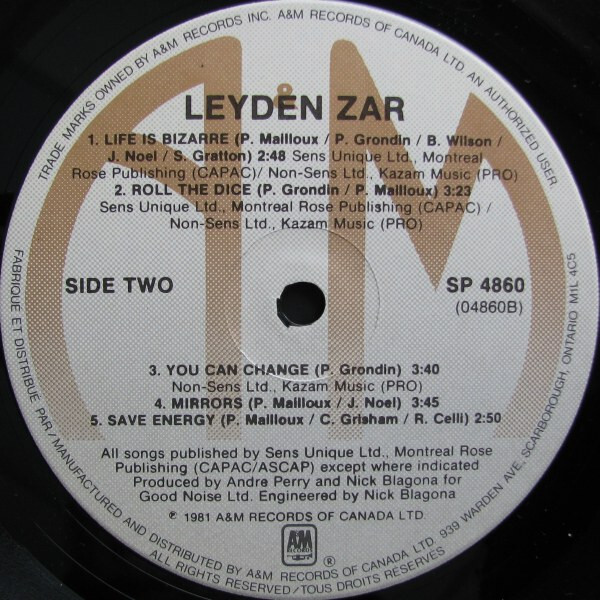 TRADE MARKS OWNED BY A&M RECORDS INC. A&M RECORDS OF CANADA LTD. AN AUTHORIZED USER
&
LEYDEN ZAR
1. LIFE IS BIZARRE (P. Mailloux / P. Grondin / B. Wilson /
J. Noel / S. Gratton) 2:48 Sens Unique Ltd., Montreal
Rose Publishing (CAPAC)/ Non-Sens Ltd., Kazam Music (PRO)
2. ROLL THE DICE (P. Grondin / P. Mailloux) 3:23
Sens Unique Ltd., Montreal Rose Publishing (CAPAC) /
Non-Sens Ltd., Kazam Music (PRO)
SIDE TWO
SP 4860
(04860B)
3. YOU CAN CHANGE (P. Grondin) 3:40
Non-Sens Ltd., Kazam Music (PRO)
4. MIRRORS (P. Mailloux / J. Noel) 3:45
5. SAVE ENERGY (P. Mailloux / C. Grisham / R. Celli) 2:50
All songs published by Sens Unique Ltd., Montreal Rose
Publishing (CAPAC/ASCAP) except where indicated
Produced by Andre Perry and Nick Blagona for
Good Noise Ltd. Engineered by Nick Blagona
℗ 1981 A&M RECORDS OF CANADA LTD.
A&M
RECORDS
®
FABRIQUÉ ET DISTRIBUÉ PAR / MANUFACTURED AND DISTRIBUTED BY A&M RECORDS OF CANADA LTD. 939 WARDEN AVE, SCARBOROUGH, ONTARIO M1L 4C5
ALL RIGHTS RESERVED/TOUS DROITS RESERVÉS